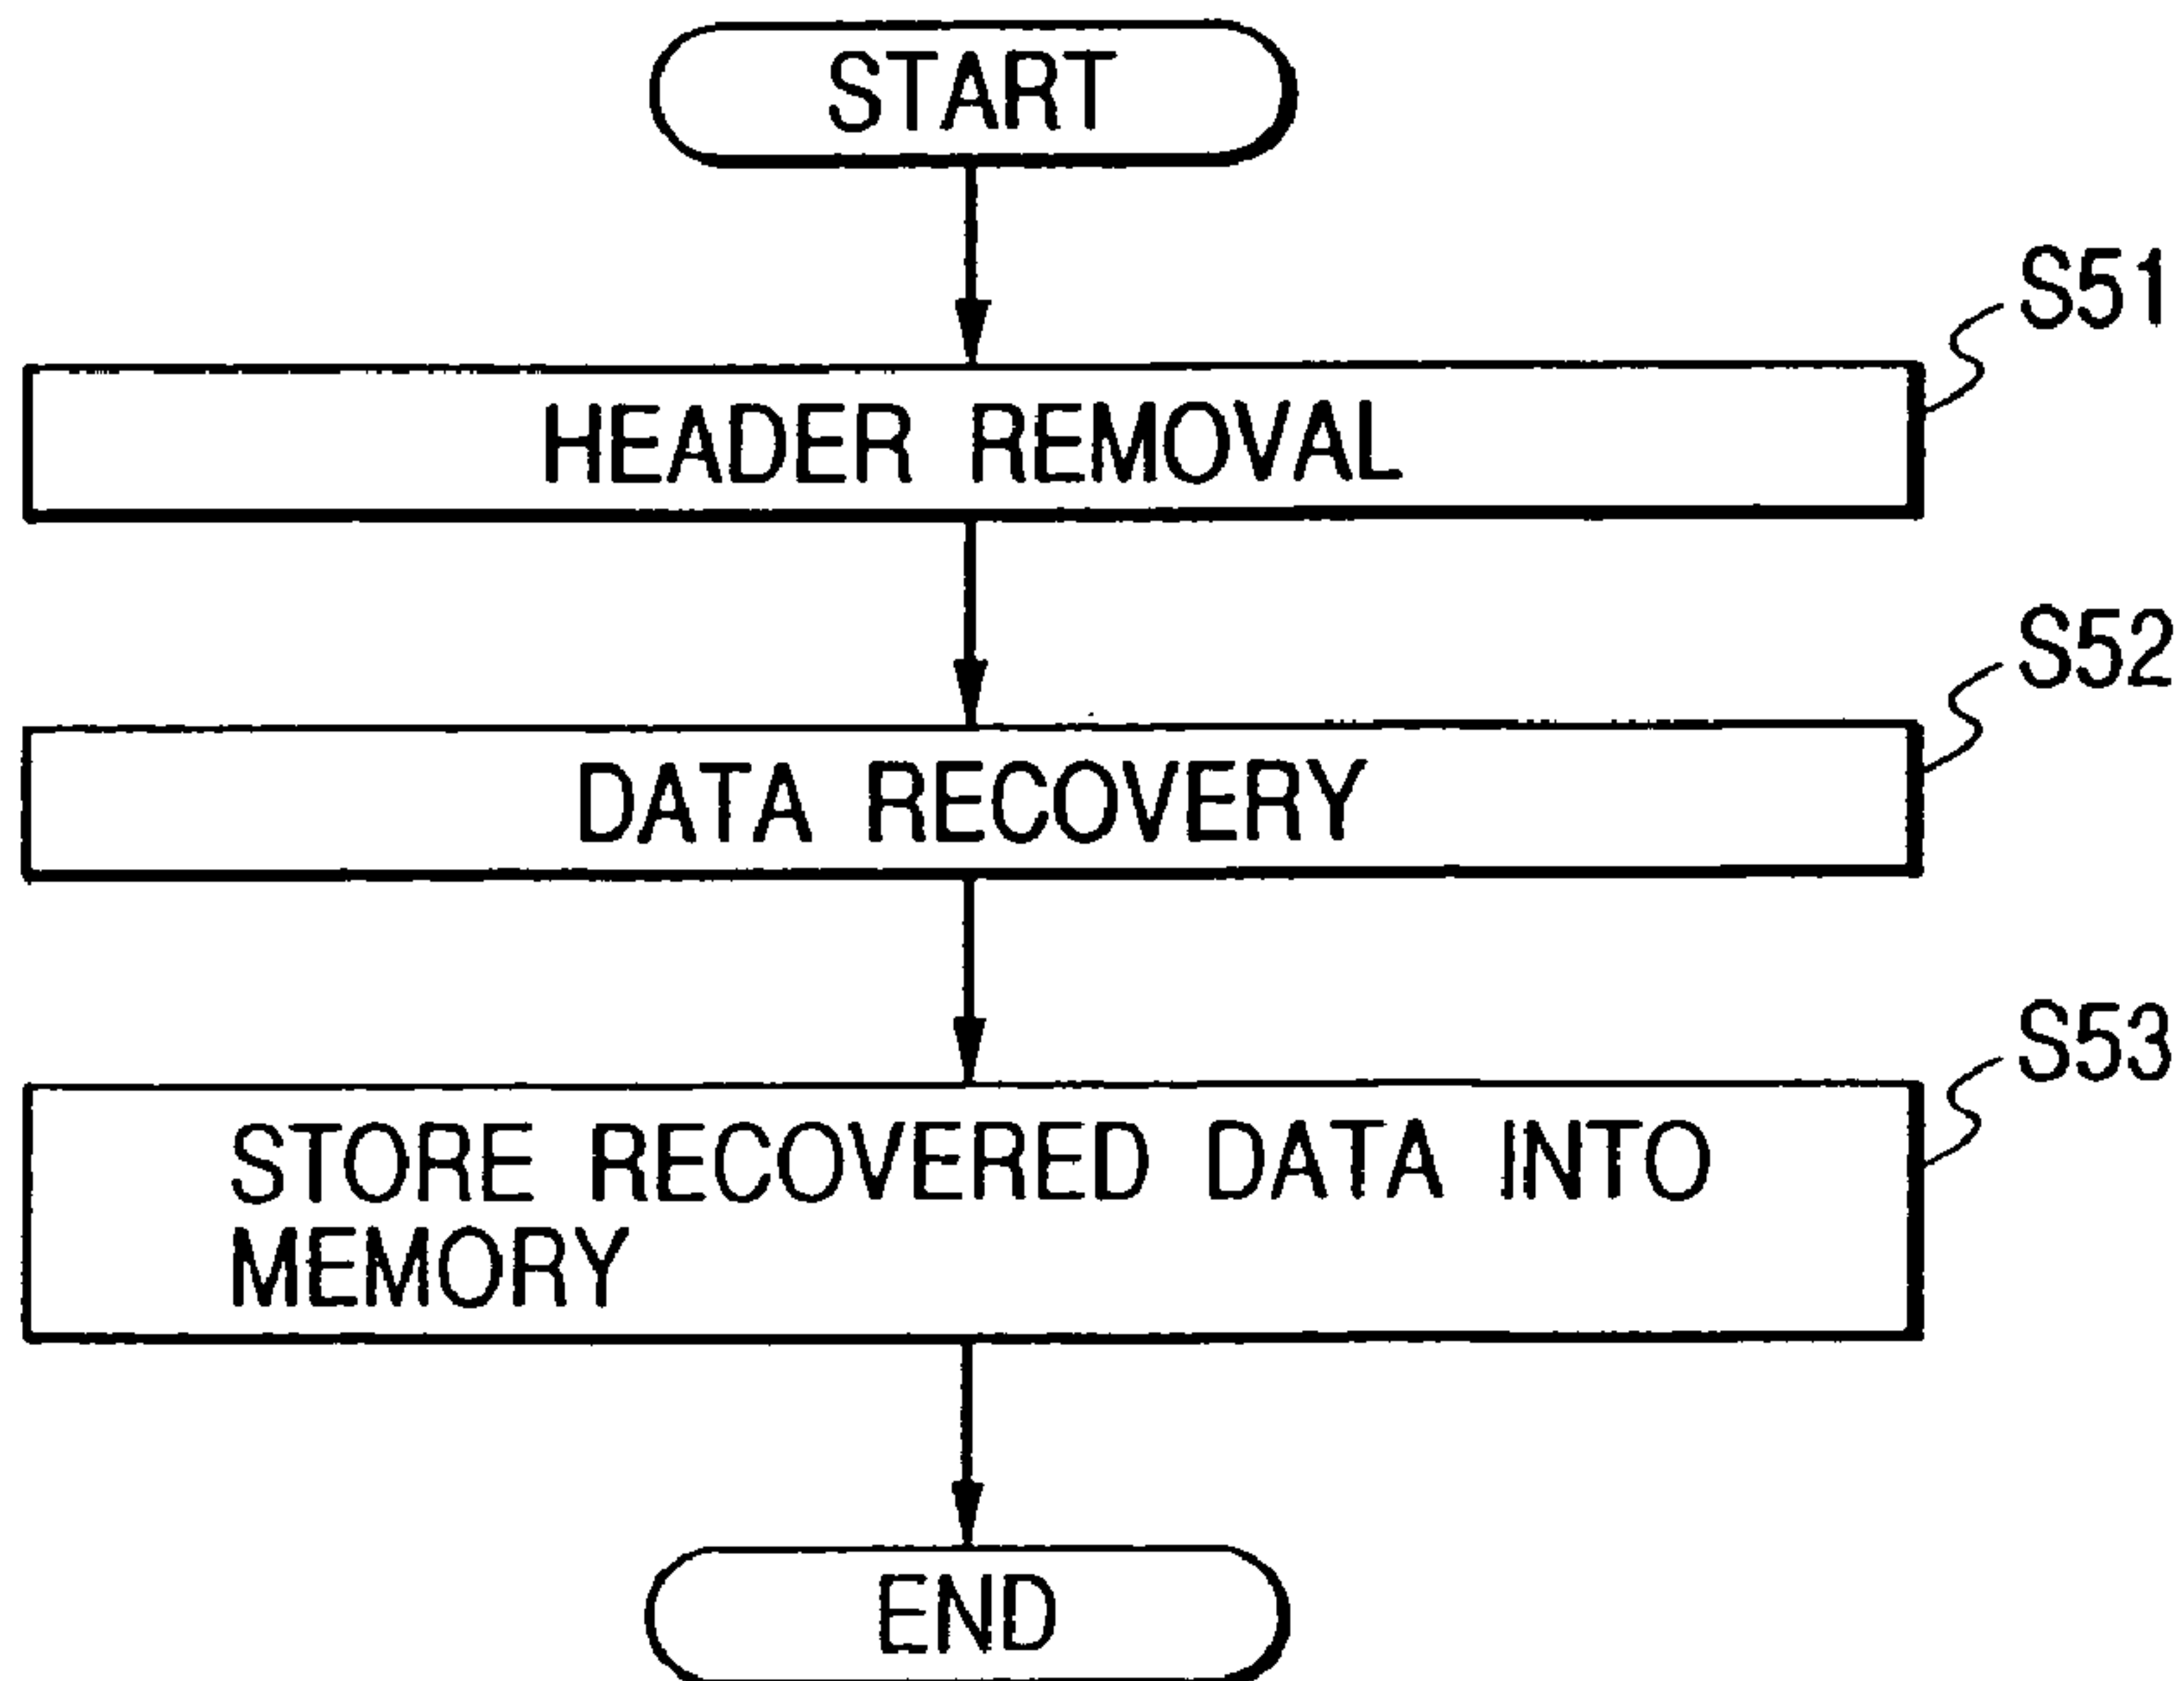 START
S51
HEADER REMOVAL
S52
DATA RECOVERY
S53
STORE RECOVERED DATA INTO
MEMORY
END